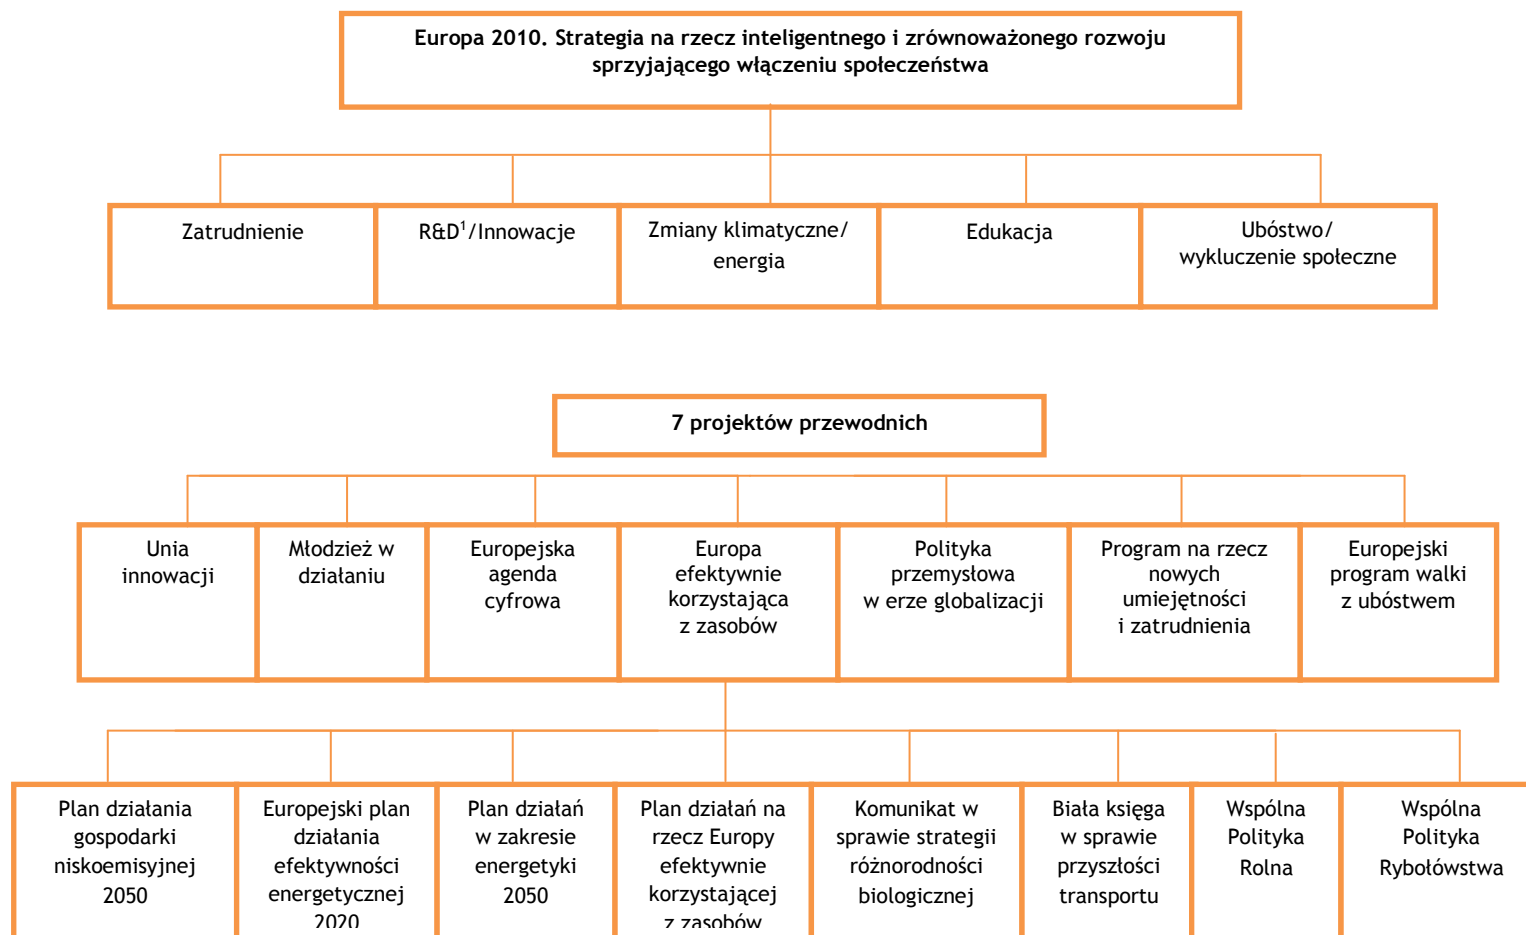 Europa 2010. Strategia na rzecz inteligentnego i zrównoważonego rozwoju
sprzyjającego włączeniu społeczeństwa
Zatrudnienie
R&D¹/Innowacje
Zmiany klimatyczne/
energia
Edukacja
Ubóstwo/
wykluczenie społeczne
7 projektów przewodnich
Unia
innowacji
Młodzież w
działaniu
Europejska
agenda
cyfrowa
Europa
efektywnie
korzystająca
z zasobów
Polityka
przemysłowa
w erze globalizacji
Program na rzecz
nowych
umiejętności
i zatrudnienia
Europejski
program walki
z ubóstwem
Plan działania
gospodarki
niskoemisyjnej
2050
Europejski plan
działania
efektywności
energetycznej
2020
Plan działań
w zakresie
energetyki
2050
Plan działań na
rzecz Europy
efektywnie
korzystającej
z zasobów
Komunikat w
sprawie strategii
różnorodności
biologicznej
Biała księga
w sprawie
przyszłości
transportu
Wspólna
Polityka
Rolna
Wspólna
Polityka
Rybołówstwa